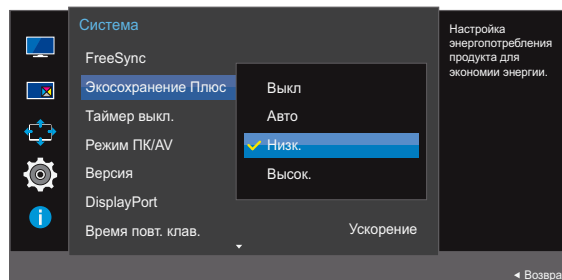 Система
FreeSync
Экосохранение Плюс
Таймер выкл.
Режим ПК/AV
Версия
DisplayPort
Время повт. клав.
Ускорение
Выкл
Авто
Низк.
Высок.
Настройка
энергопотребления
продукта для
экономии энергии.
Возвра